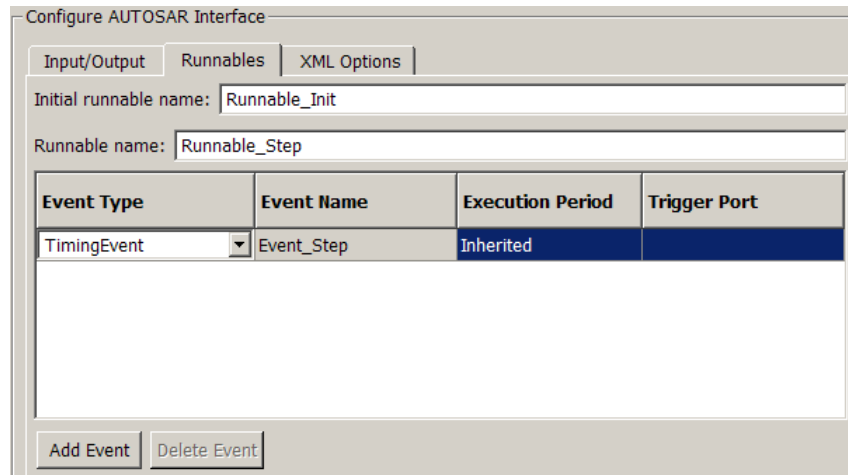 Configure AUTOSAR Interface
Input/Output Runnables XML Options
Initial runnable name: Runnable_Init
Runnable name: Runnable_Step
Event Type Event Name Execution Period Trigger Port
TimingEvent Event_Step Inherited
Add Event Delete Event